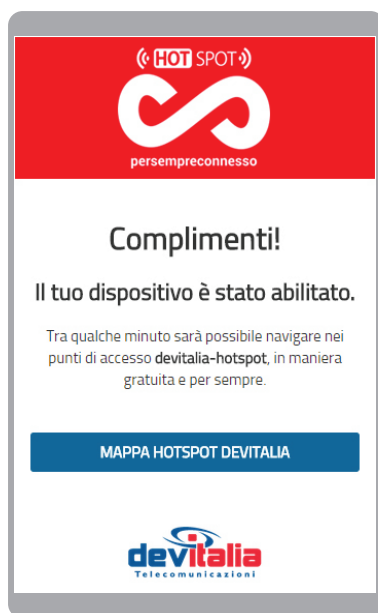 HOT SPOT
persempreconnesso
Complimenti!
Il tuo dispositivo è stato abilitato.
Tra qualche minuto sarà possibile navigare nei
punti di accesso devitalia-hotspot, in maniera
gratuita e per sempre.
MAPPA HOTSPOT DEVITALIA
devitalia
Telecomunicazioni